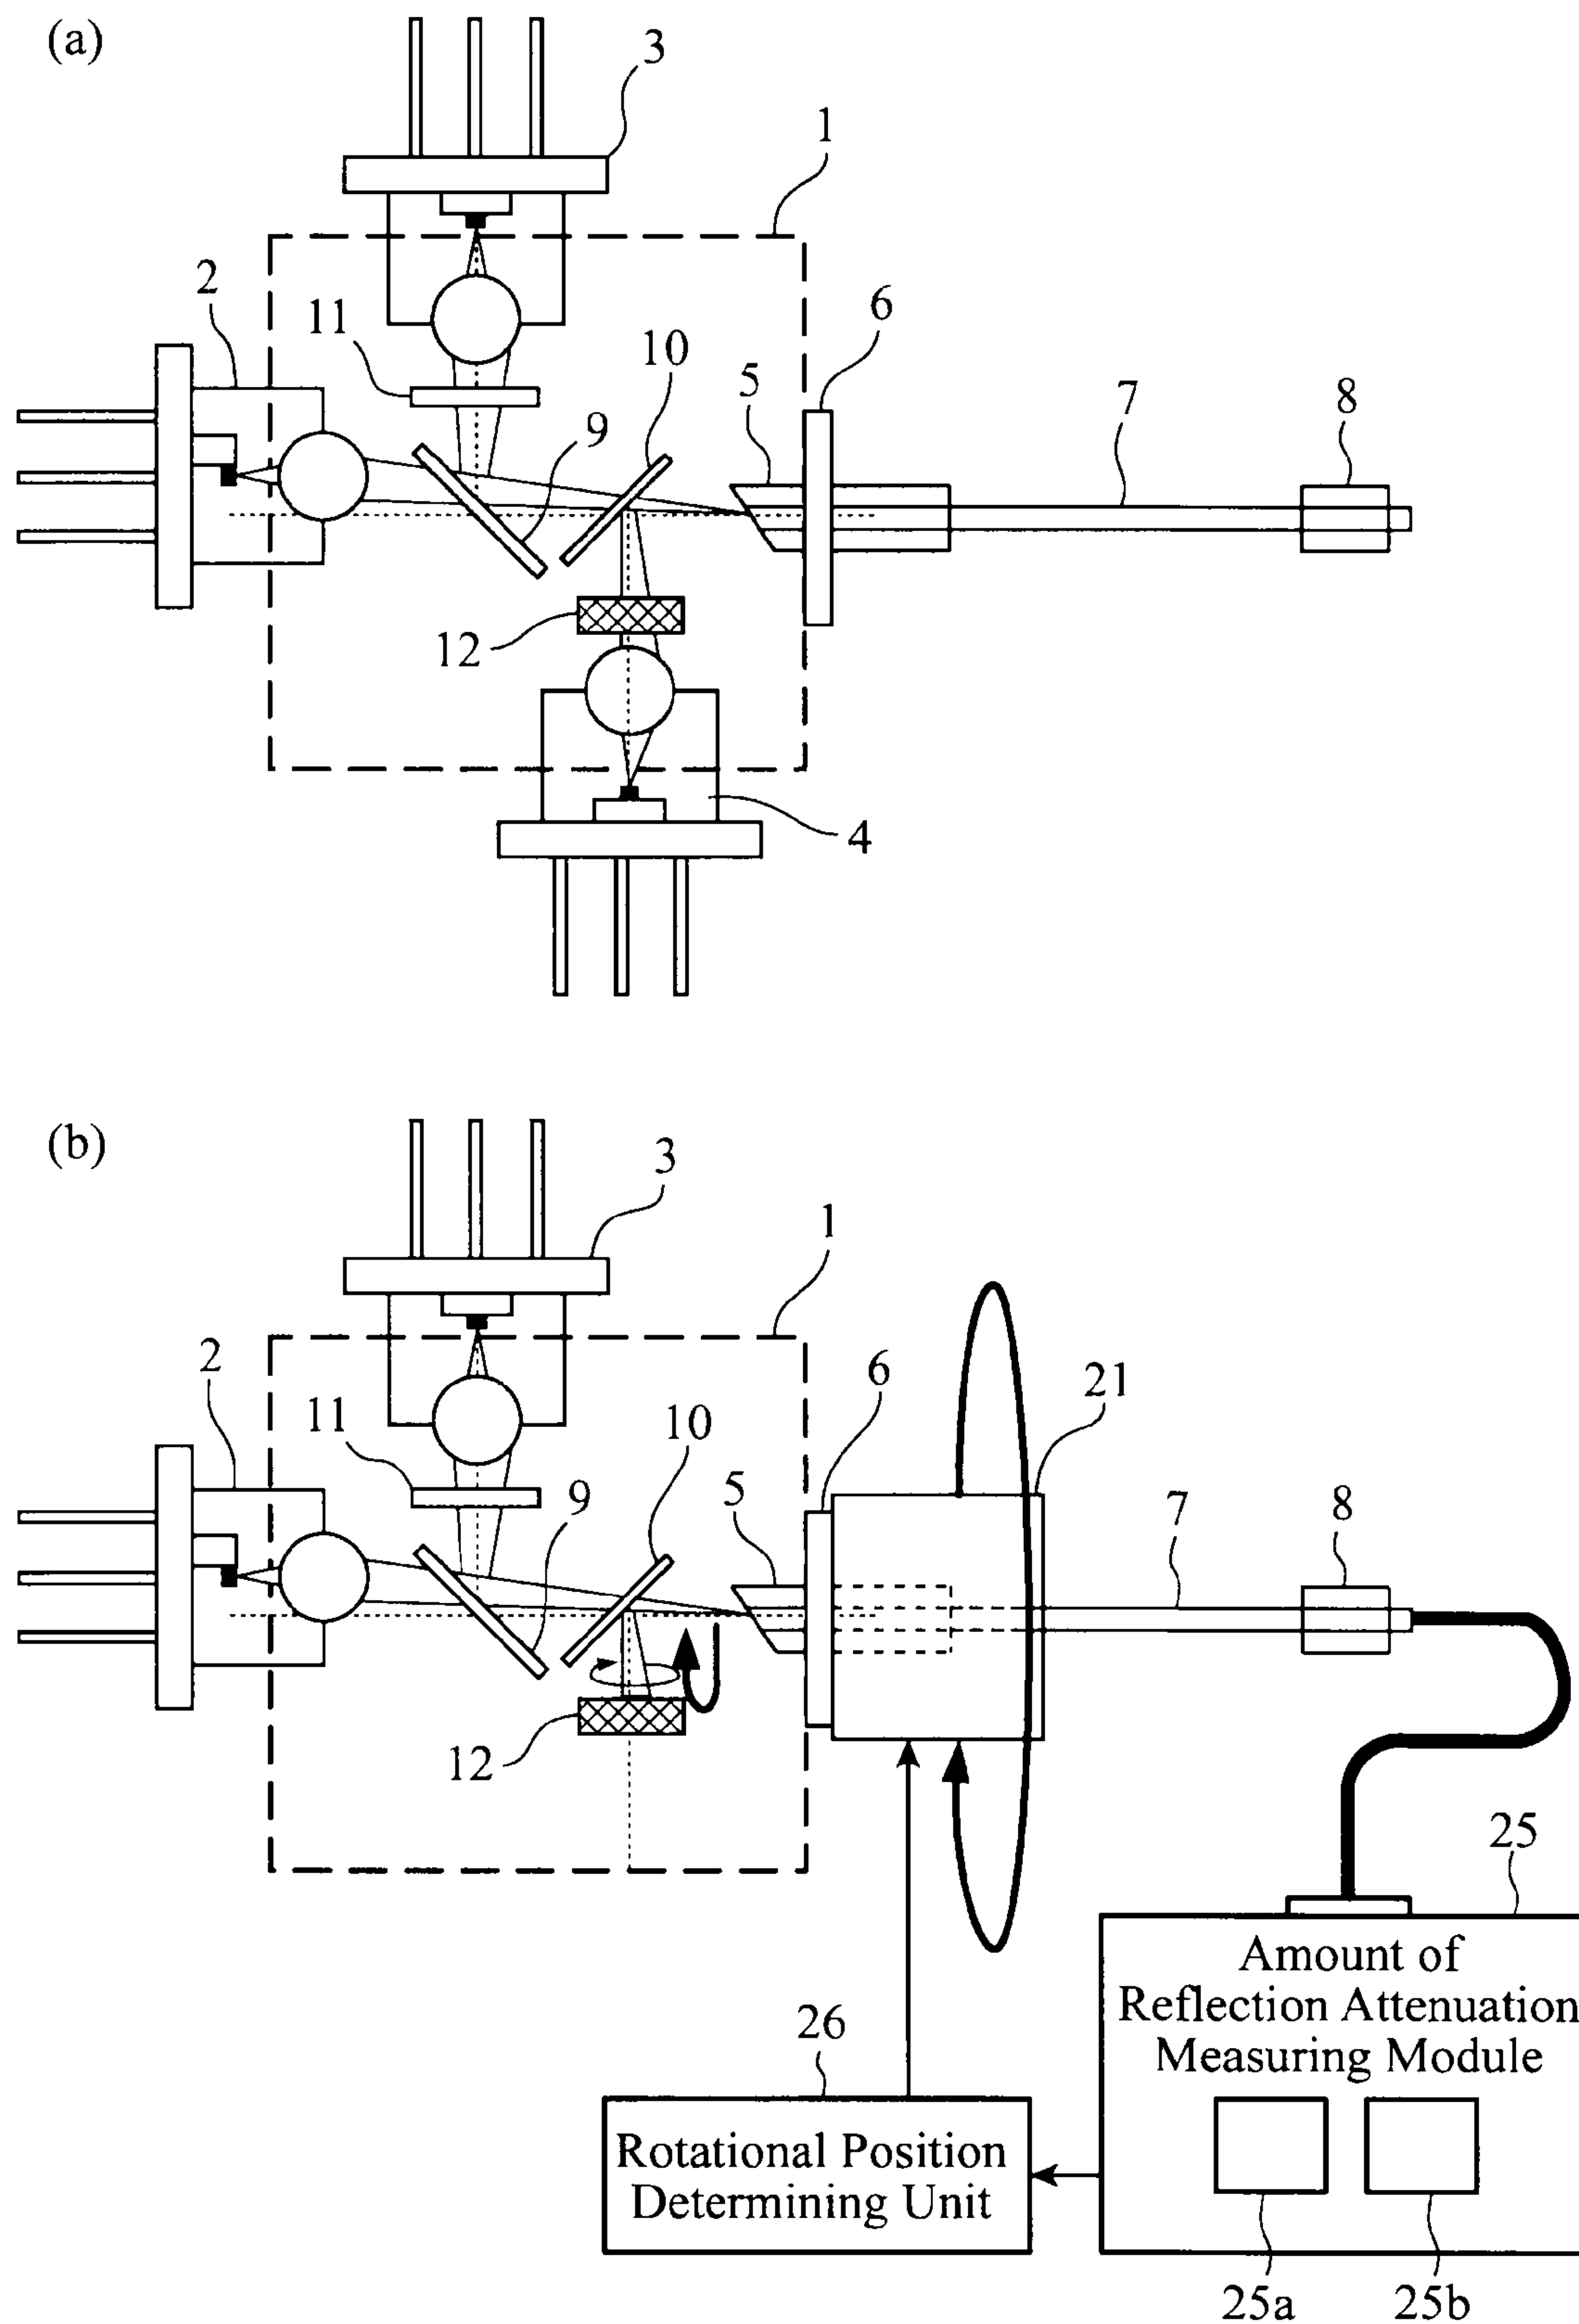 (a)
3
1
2
11
10
6
5
7
8
9
12
4
(b)
3
1
2
6
21
11
10
5
9
7
8
12
25
Amount of
Reflection Attenuation
Measuring Module
26
Rotational Position
Determining Unit
25a
25b